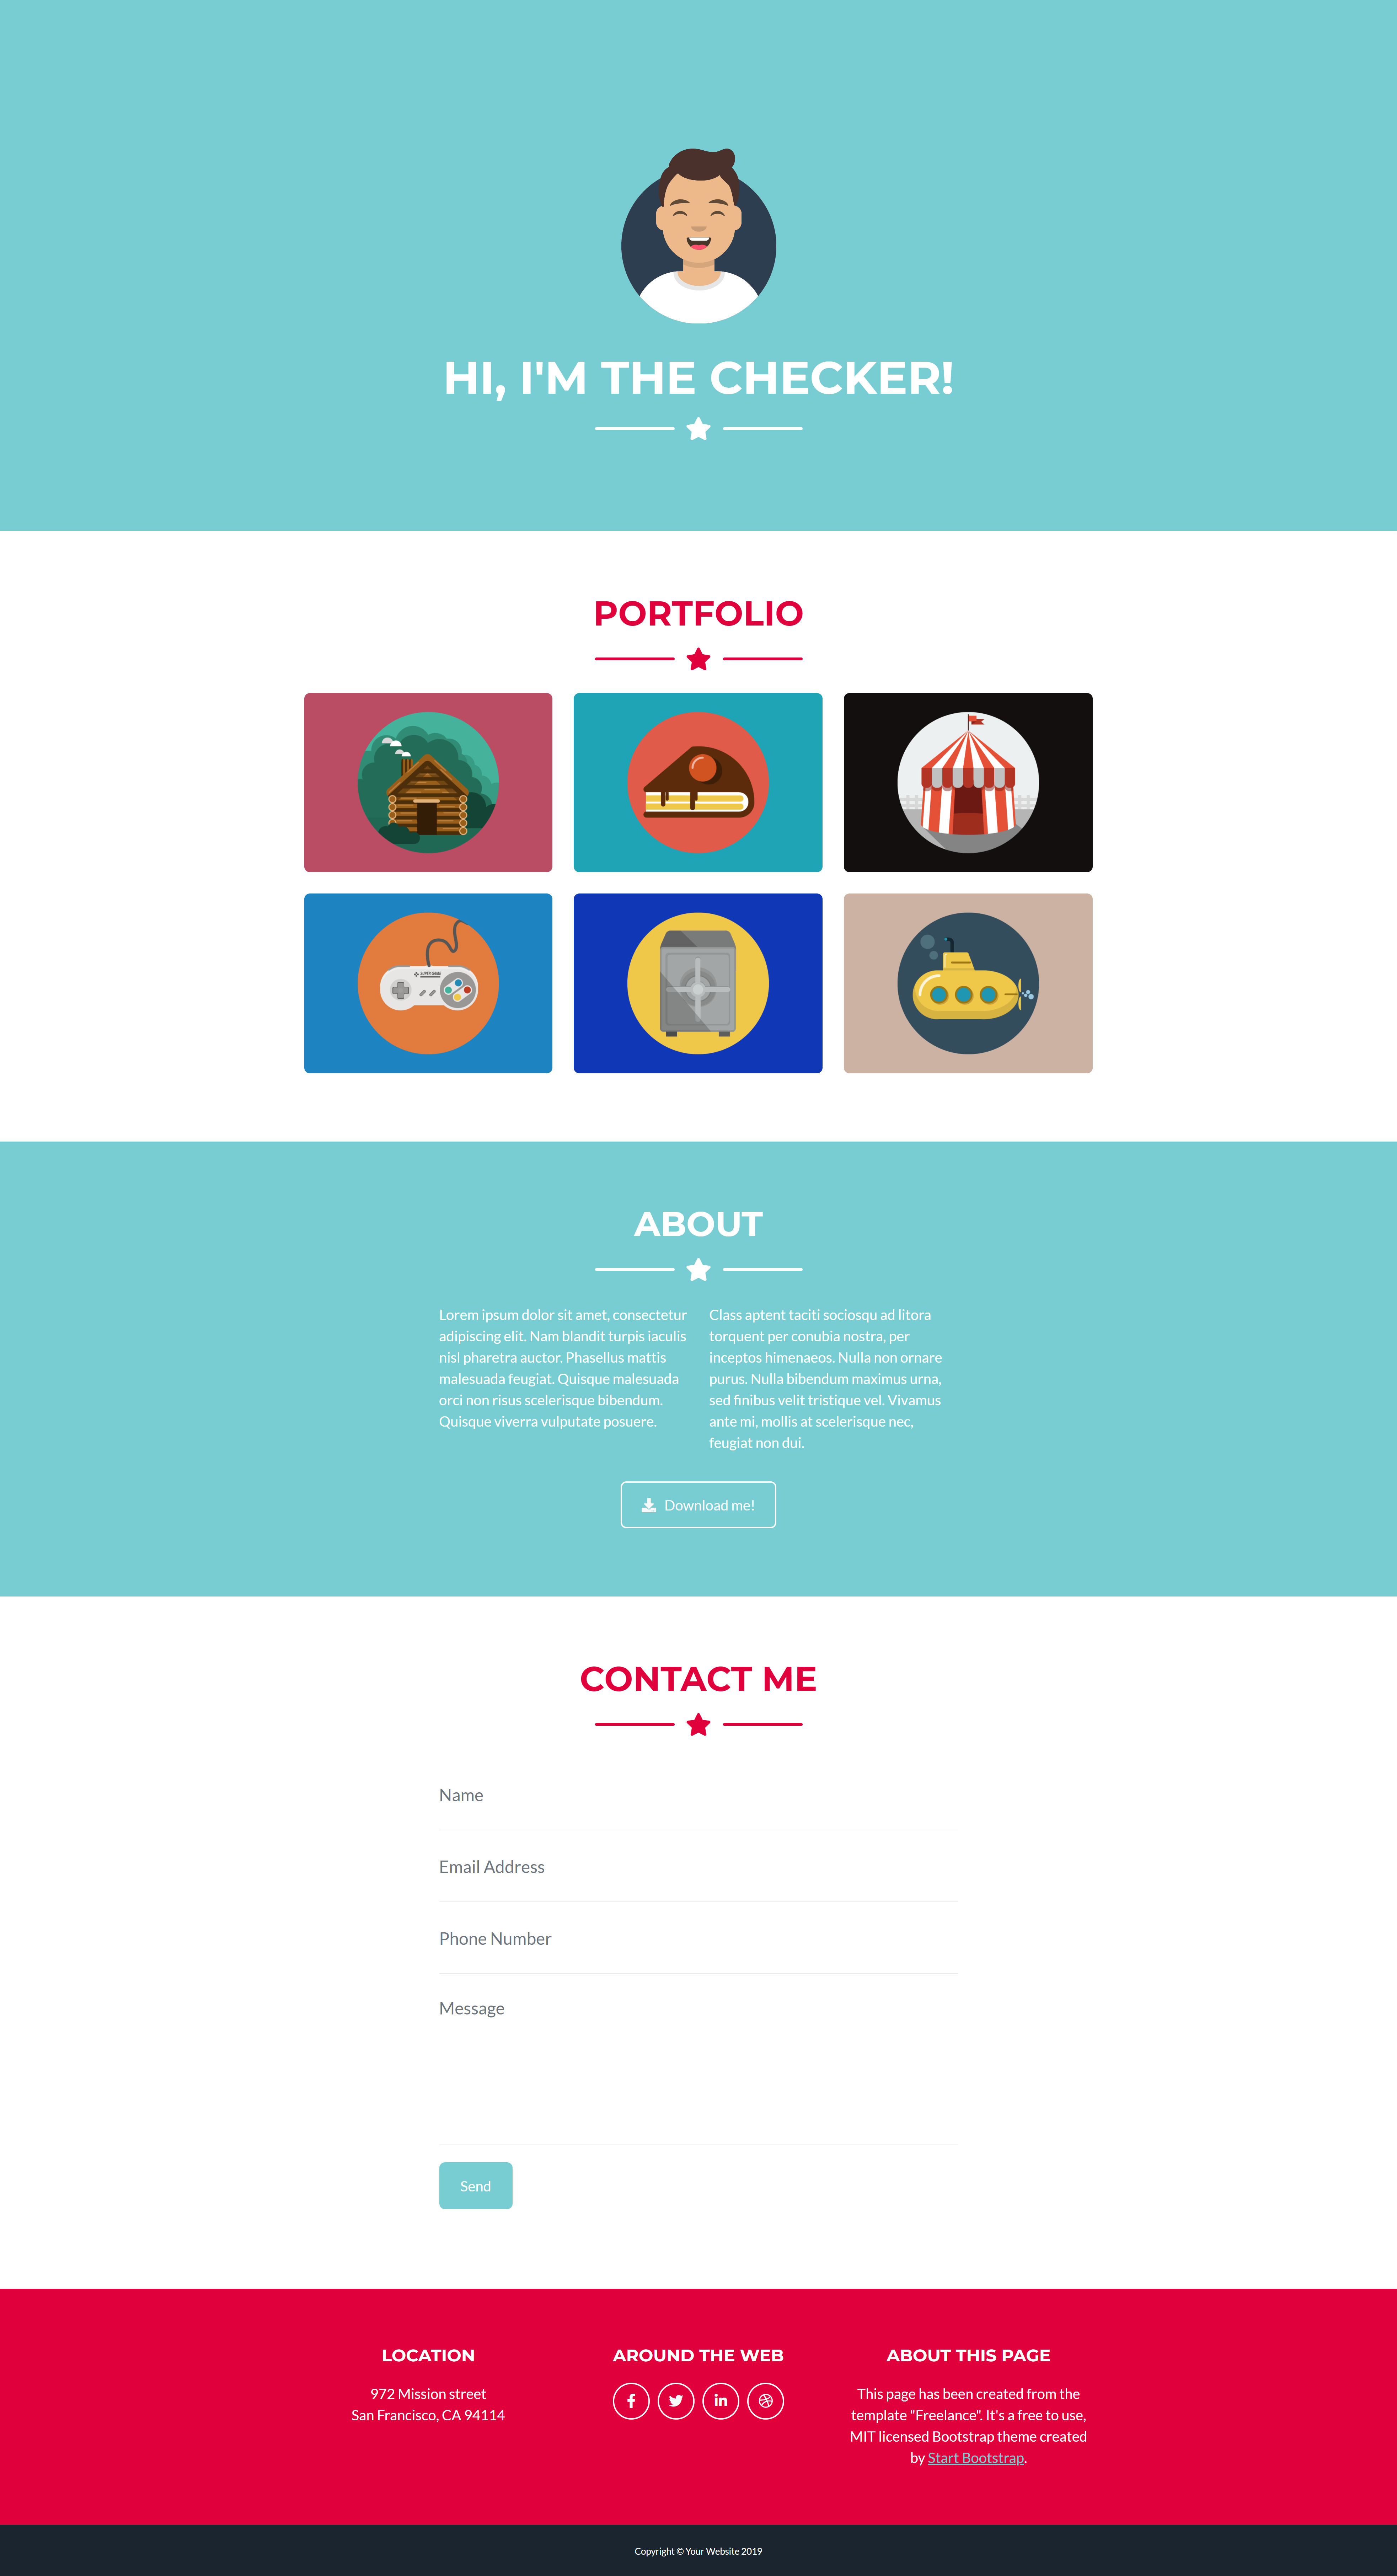 HI, I'M THE CHECKER!
PORTFOLIO
SUPER GAME
ABOUT
Lorem ipsum dolor sit amet, consectetur
adipiscing elit. Nam blandit turpis iaculis
nisl pharetra auctor. Phasellus mattis
malesuada feugiat. Quisque malesuada
orci non risus scelerisque bibendum.
Quisque viverra vulputate posuere.
Class aptent taciti sociosqu ad litora
torquent per conubia nostra, per
inceptos himenaeos. Nulla non ornare
purus. Nulla bibendum maximus urna,
sed finibus velit tristique vel. Vivamus
ante mi, mollis at scelerisque nec,
feugiat non dui.
Download me!
CONTACT ME
Name
Email Address
Phone Number
Message
Send
LOCATION
972 Mission street
San Francisco, CA 94114
AROUND THE WEB
ABOUT THIS PAGE
This page has been created from the
template "Freelance". It's a free to use,
MIT licensed Bootstrap theme created
by Start Bootstrap.
Copyright © Your Website 2019